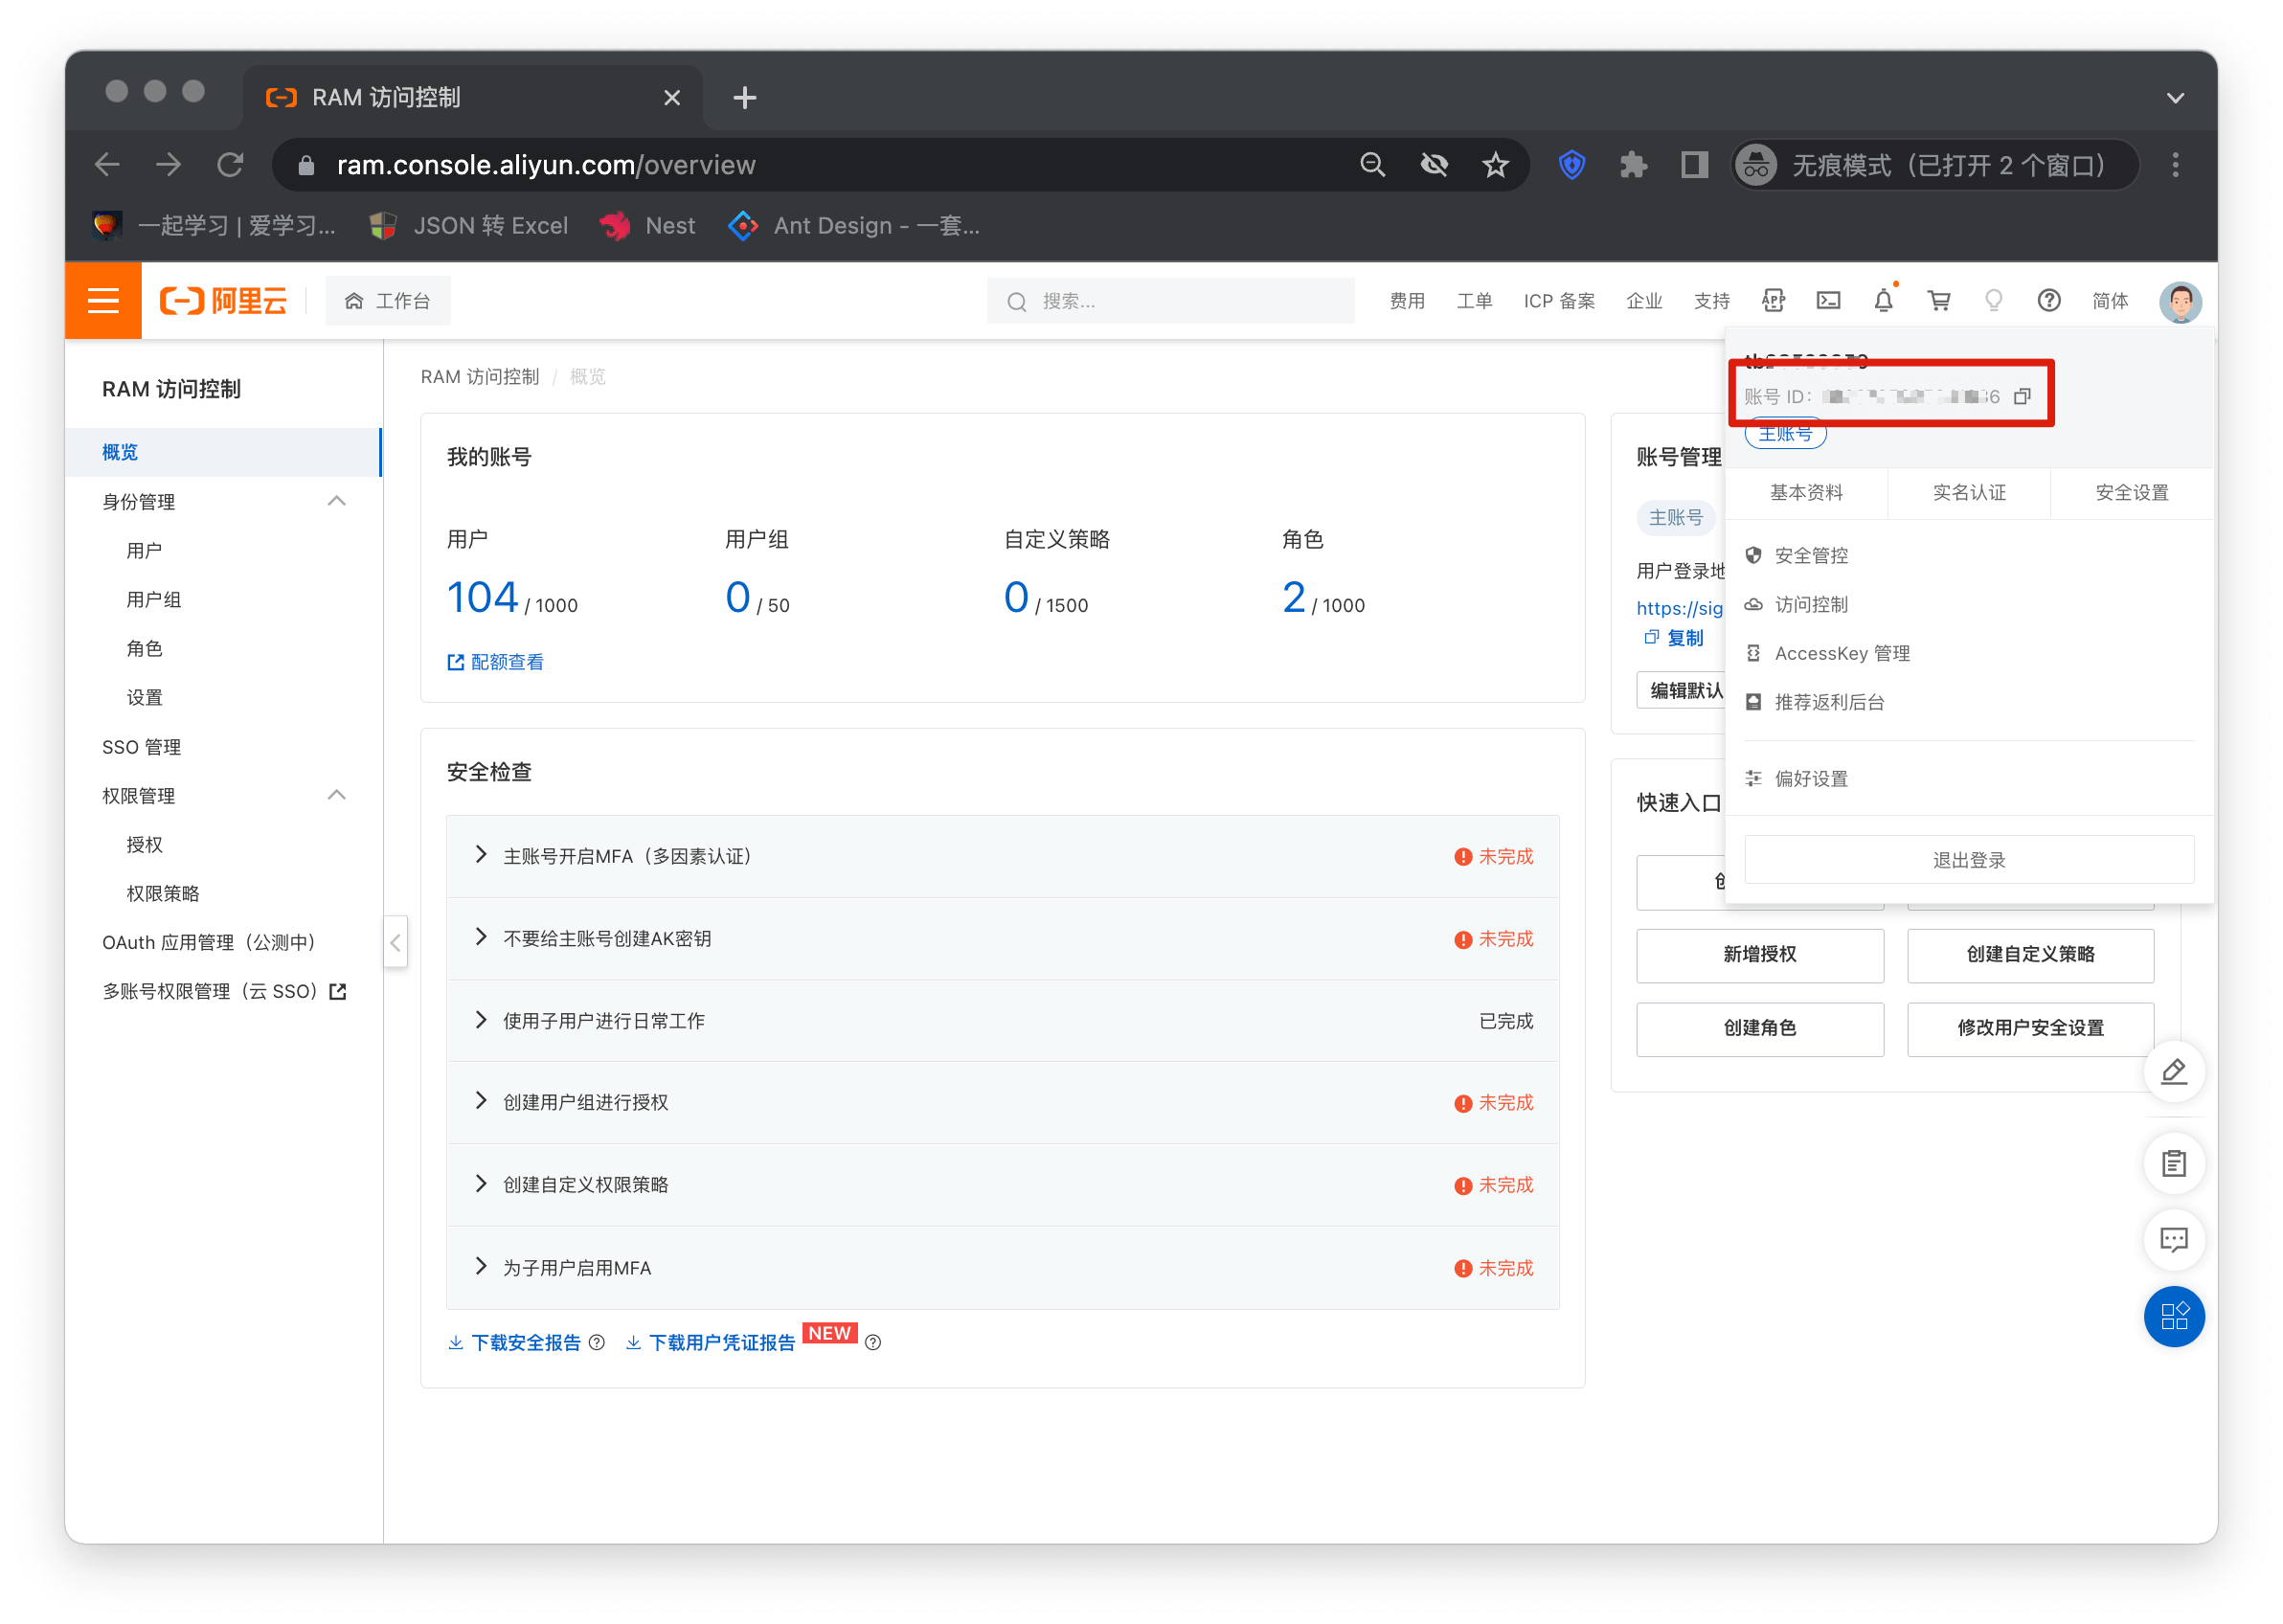 RAM 访问控制
ram.console.aliyun.com/overview
无痕模式（已打开 2 个窗口）
一起学习 | 爱学习...
JSON 转 Excel
Nest
Ant Design - 一套...
阿里云
工作台
搜索...
费用
工单
ICP 备案
企业
支持
APP
简体
RAM 访问控制
概览
身份管理
用户
用户组
角色
设置
SSO 管理
权限管理
授权
权限策略
OAuth 应用管理（公测中）
多账号权限管理（云 SSO）
RAM 访问控制 / 概览
我的账号
用户
104 / 1000
用户组
0 / 50
自定义策略
0 / 1500
角色
2 / 1000
配额查看
安全检查
主账号开启MFA（多因素认证）
未完成
不要给主账号创建AK密钥
未完成
使用子用户进行日常工作
已完成
创建用户组进行授权
未完成
创建自定义权限策略
未完成
为子用户启用MFA
未完成
下载安全报告
下载用户凭证报告
NEW
账号管理
主账号
用户登录地
https://sig
复制
编辑默认
快速入口
新增授权
创建自定义策略
创建角色
修改用户安全设置
账号 ID：
主账号
基本资料
实名认证
安全设置
安全管控
访问控制
AccessKey 管理
推荐返利后台
偏好设置
退出登录